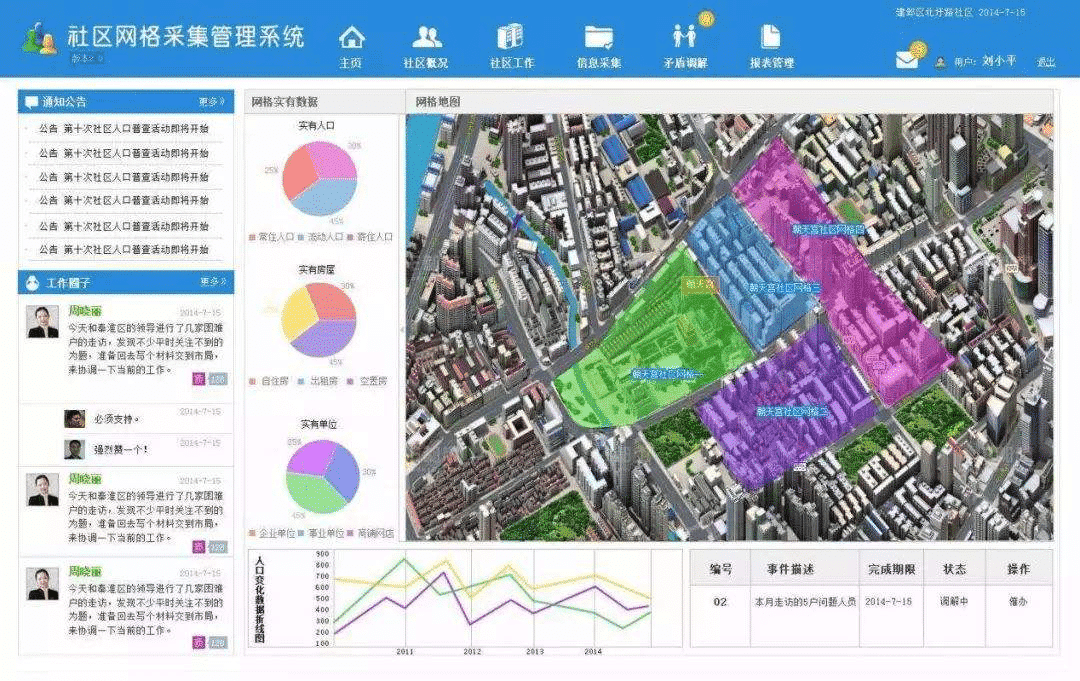 社区网格采集管理系统
版本2.0
主页
社区概况
社区工作
信息采集
矛盾调解
报表管理
2014-7-15
用户: 刘小平
退出
通知公告
更多
公告 第十次社区人口普查活动即将开始
公告 第十次社区人口普查活动即将开始
公告 第十次社区人口普查活动即将开始
公告 第十次社区人口普查活动即将开始
公告 第十次社区人口普查活动即将开始
公告 第十次社区人口普查活动即将开始
工作圈子
更多
周晓丽
2014-7-15
今天和秦淮区的领导进行了几家困难
户的走访，发现不少平时关注不到的
为题，准备回去写个材料交到市局，
来协调一下当前的工作。
128
2014-7-15
必须支持。
2014-7-15
强烈赞一个！
周晓丽
2014-7-15
今天和秦淮区的领导进行了几家困难
户的走访，发现不少平时关注不到的
为题，准备回去写个材料交到市局，
来协调一下当前的工作。
128
周晓丽
2014-7-15
今天和秦淮区的领导进行了几家困难
户的走访，发现不少平时关注不到的
为题，准备回去写个材料交到市局，
来协调一下当前的工作。
128
网格实有数据
实有人口
30%
25%
45%
常住人口 流动人口 寄住人口
实有房屋
30%
25%
45%
自住房 出租房 空置房
实有单位
25%
30%
45%
企业单位 事业单位 商铺网店
网格地图
朝天宫社区网格四
朝天宫
朝天宫社区网格三
朝天宫社区网格一
朝天宫社区网格二
人口变化数据折线图
900
800
700
600
500
400
300
200
100
2011
2012
2013
2014
编号 事件描述 完成期限 状态 操作
02 本月走访的5户问题人员 2014-7-15 调解中 催办